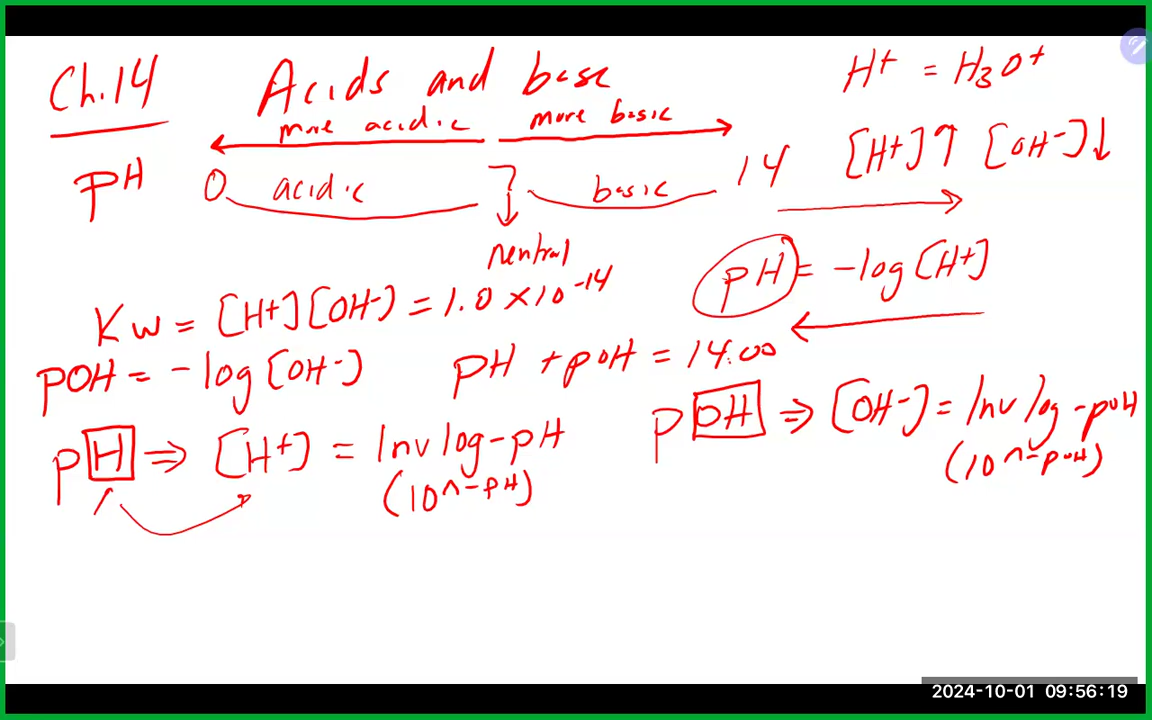 Ch.14 Acids and base H+ = H3O+
more acidic more basic
pH 0 acidic 7 basic 14 [H+]↑ [OH-]↓
neutral
pH = -log[H+]
Kw = [H+][OH-] = 1.0 × 10^-14
POH = -log[OH-] pH + pOH = 14.00
pH ⇒ [H+] = Inv log-pH
(10^-pH)
pOH ⇒ [OH-] = Inv log-pOH
(10^-pOH)
2024-10-01 09:56:19